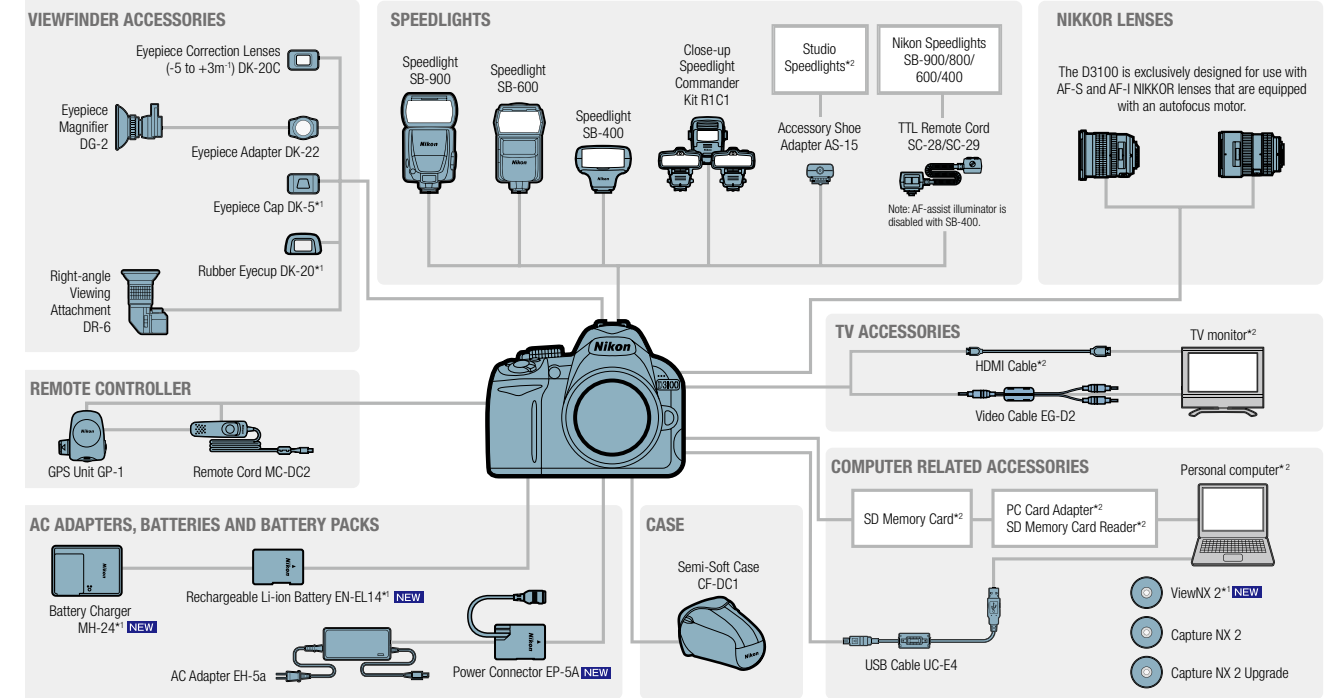 VIEWFINDER ACCESSORIES
Eyepiece Correction Lenses
(-5 to +3m⁻¹) DK-20C
Eyepiece
Magnifier
DG-2
Eyepiece Adapter DK-22
Eyepiece Cap DK-5*¹
Rubber Eyecup DK-20*¹
Right-angle
Viewing
Attachment
DR-6
SPEEDLIGHTS
Speedlight
SB-900
Nikon
Speedlight
SB-600
Nikon
Speedlight
SB-400
Nikon
Close-up
Speedlight
Commander
Kit R1C1
Studio
Speedlights*²
Accessory Shoe
Adapter AS-15
Nikon Speedlights
SB-900/800/
600/400
TTL Remote Cord
SC-28/SC-29
Note: AF-assist illuminator is
disabled with SB-400.
NIKKOR LENSES
The D3100 is exclusively designed for use with
AF-S and AF-I NIKKOR lenses that are equipped
with an autofocus motor.
Nikon
D3100
REMOTE CONTROLLER
Nikon
GPS Unit GP-1
Remote Cord MC-DC2
TV ACCESSORIES
TV monitor*²
HDMI Cable*²
Video Cable EG-D2
COMPUTER RELATED ACCESSORIES
Personal computer*²
SD Memory Card*²
PC Card Adapter*²
SD Memory Card Reader*²
USB Cable UC-E4
ViewNX 2*¹ NEW
Capture NX 2
Capture NX 2 Upgrade
AC ADAPTERS, BATTERIES AND BATTERY PACKS
Nikon
Battery Charger
MH-24*¹ NEW
Nikon
Rechargeable Li-ion Battery EN-EL14*¹ NEW
AC Adapter EH-5a
Nikon
Power Connector EP-5A NEW
CASE
Semi-Soft Case
CF-DC1
Nikon